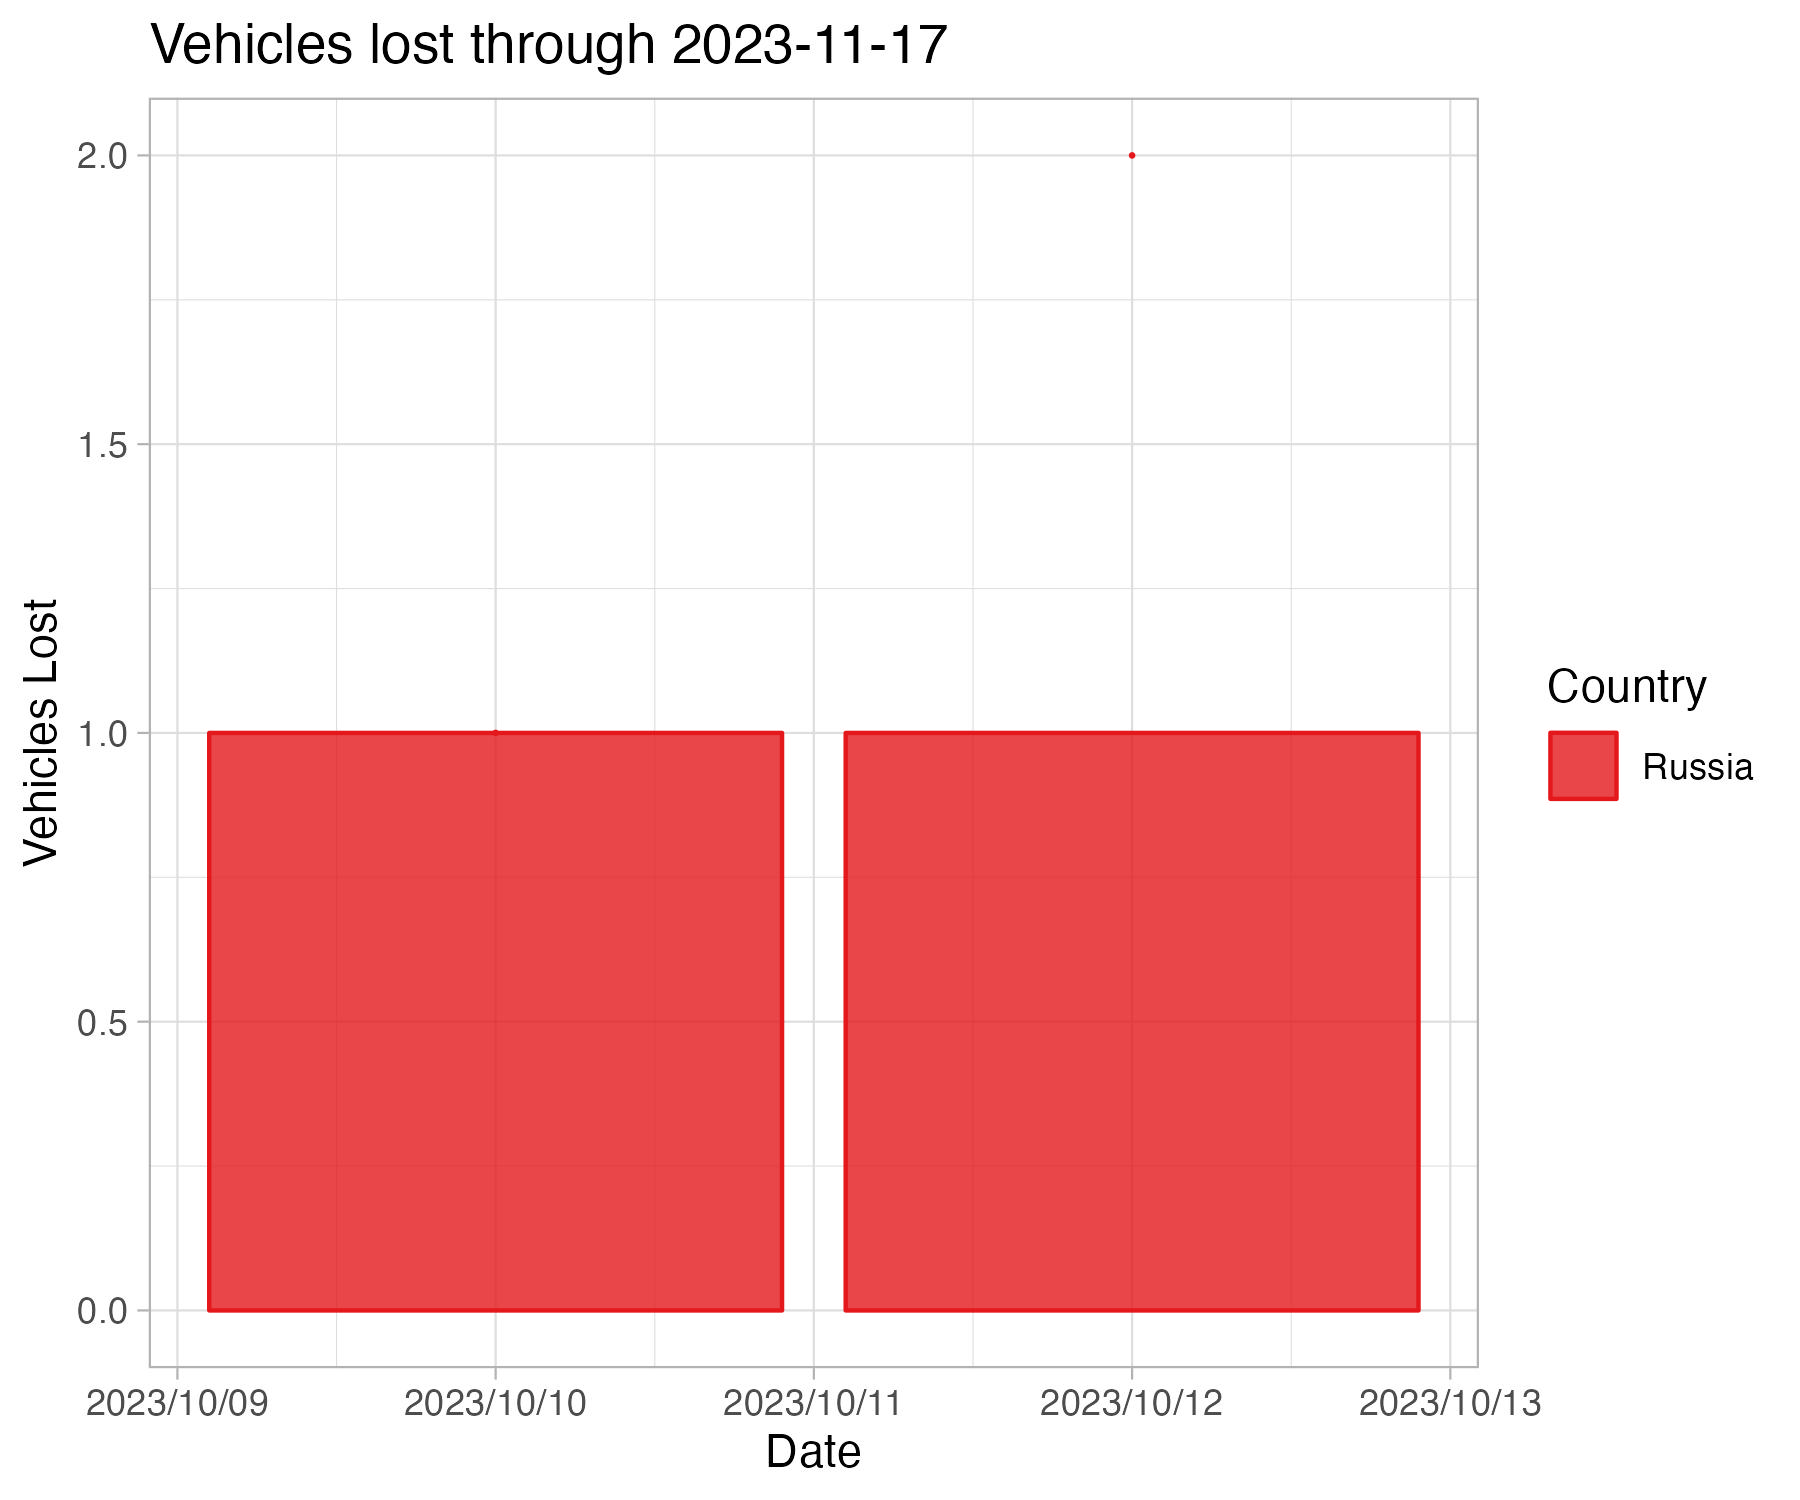 Vehicles lost through 2023-11-17
Vehicles Lost
2.0
1.5
1.0
0.5
0.0
2023/10/09
2023/10/10
2023/10/11
2023/10/12
2023/10/13
Date
Country
Russia